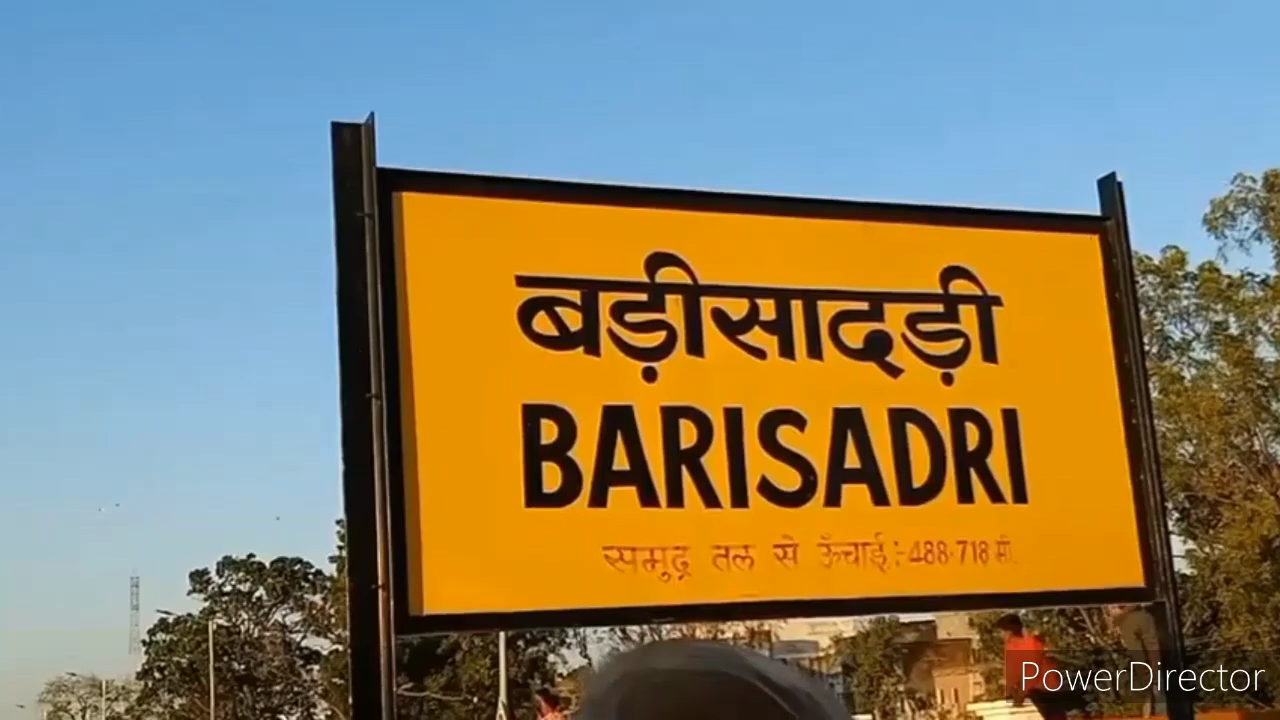 बड़ीसादड़ी
BARISADRI
समुद्र तल से ऊँचाई :- 488.718 मी.
PowerDirector